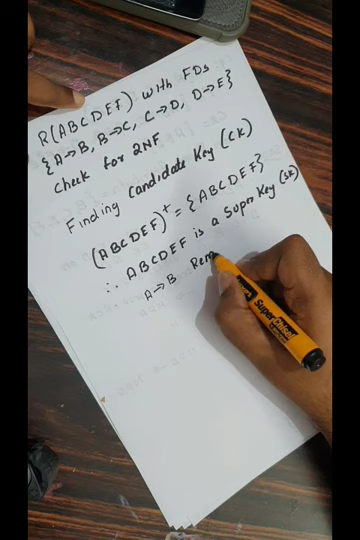 R(ABCDEF) with FDs
{A→B, B→C, C→D, D→E}
check for 2NF
Finding candidate Key (CK)
(ABCDEF)⁺ = {ABCDEF}
∴ ABCDEF is a Super Key (SK)
A→B Rem